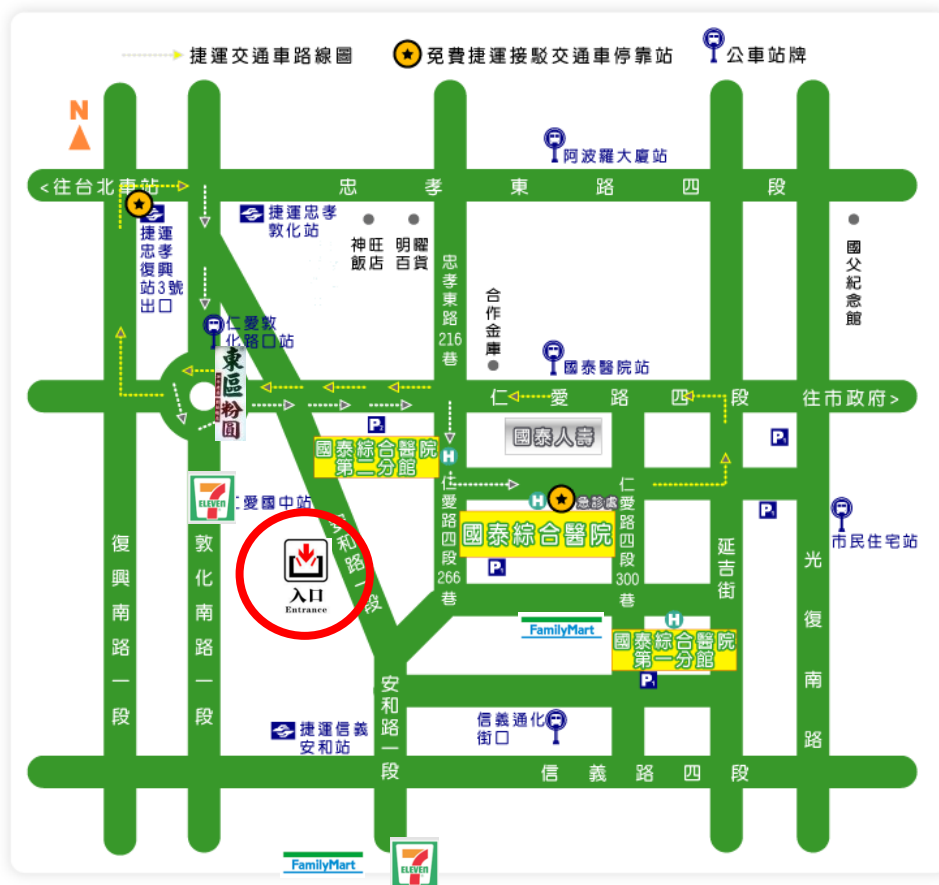 捷運交通車路線圖
免費捷運接駁交通車停靠站
公車站牌
N
阿波羅大廈站
<往台北車站
忠孝東路四段
捷運忠孝
敦化站
捷運
忠孝
復興
站3號
出口
神旺
飯店
明曜
百貨
國父紀念館
忠孝東路216巷
合作金庫
仁愛敦
化路口站
國泰醫院站
東區粉圓
仁愛路四段
往市政府>
P
國泰人壽
P
國泰綜合醫院
第二分館
H
7
ELEVEN
愛國中站
仁愛路四段266巷
H
急診處
仁愛路四段300巷
P
國泰綜合醫院
市民住宅站
安和路一段
入口
Entrance
P
復興南路一段
敦化南路一段
延吉街
光復南路
FamilyMart
H
國泰綜合醫院
第一分館
P
安和路一段
捷運信義
安和站
信義通化
街口
信義路四段
FamilyMart
7
ELEVEN